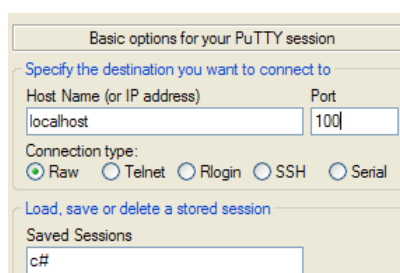 Basic options for your PuTTY session
Specify the destination you want to connect to
Host Name (or IP address) Port
localhost 100
Connection type:
Raw Telnet Rlogin SSH Serial
Load, save or delete a stored session
Saved Sessions
c#